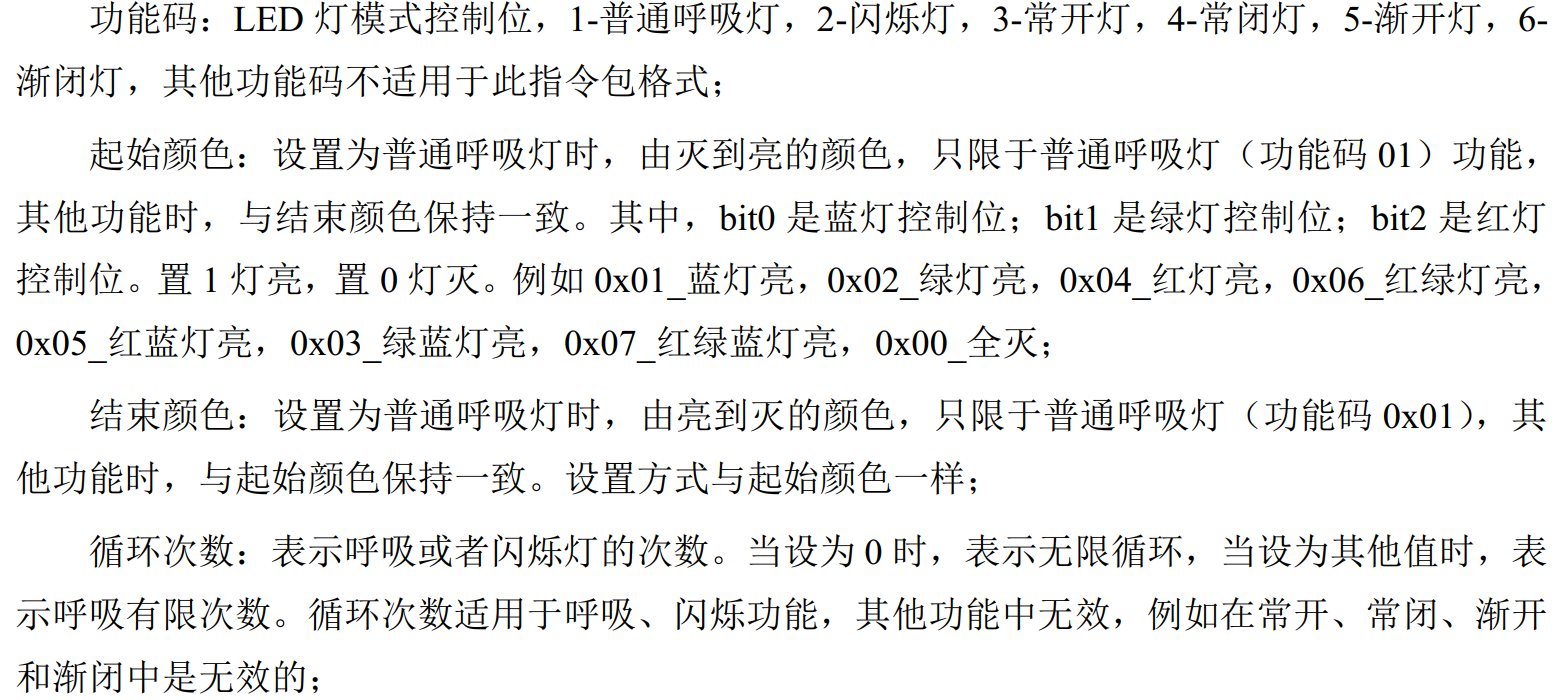 功能码：LED 灯模式控制位，1-普通呼吸灯，2-闪烁灯，3-常开灯，4-常闭灯，5-渐开灯，6-
渐闭灯，其他功能码不适用于此指令包格式；
起始颜色：设置为普通呼吸灯时，由灭到亮的颜色，只限于普通呼吸灯（功能码 01）功能，
其他功能时，与结束颜色保持一致。其中，bit0 是蓝灯控制位；bit1 是绿灯控制位；bit2 是红灯
控制位。置 1 灯亮，置 0 灯灭。例如 0x01_蓝灯亮，0x02_绿灯亮，0x04_红灯亮，0x06_红绿灯亮，
0x05_红蓝灯亮，0x03_绿蓝灯亮，0x07_红绿蓝灯亮，0x00_全灭；
结束颜色：设置为普通呼吸灯时，由亮到灭的颜色，只限于普通呼吸灯（功能码 0x01），其
他功能时，与起始颜色保持一致。设置方式与起始颜色一样；
循环次数：表示呼吸或者闪烁灯的次数。当设为 0 时，表示无限循环，当设为其他值时，表
示呼吸有限次数。循环次数适用于呼吸、闪烁功能，其他功能中无效，例如在常开、常闭、渐开
和渐闭中是无效的；